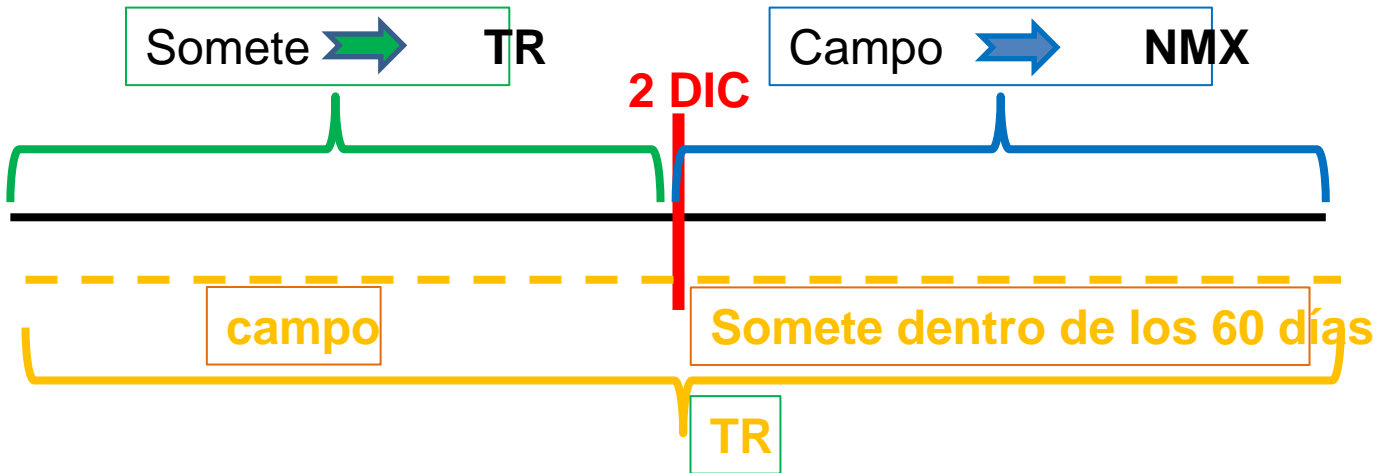 Somete TR
Campo NMX
2 DIC
campo
Somete dentro de los 60 días
TR